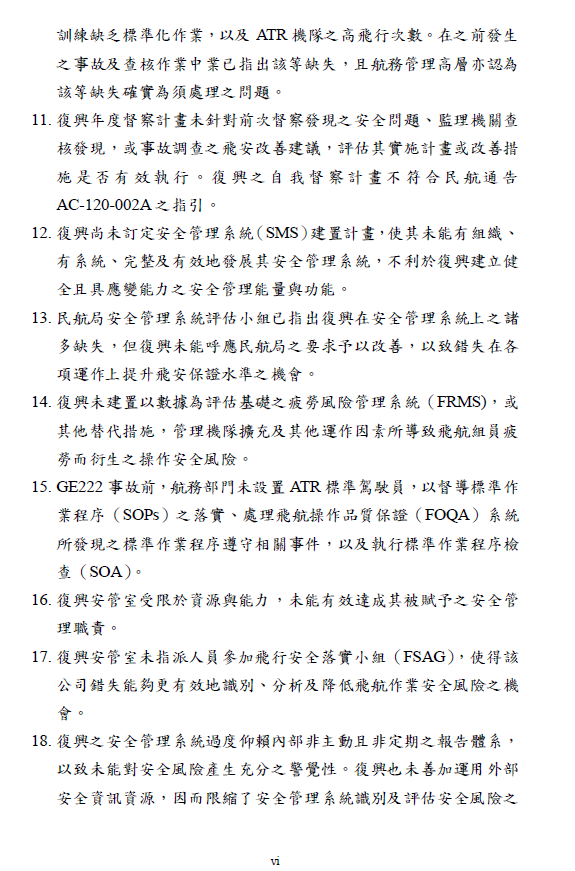 訓練缺乏標準化作業，以及 ATR 機隊之高飛行次數。在之前發生
之事故及查核作業中業已指出該等缺失，且航務管理高層亦認為
該等缺失確實為須處理之問題。
11. 復興年度督察計畫未針對前次督察發現之安全問題、監理機關查
核發現，或事故調查之飛安改善建議，評估其實施計畫或改善措
施是否有效執行。復興之自我督察計畫不符合民航通告
AC-120-002A 之指引。
12. 復興尚未訂定安全管理系統（SMS）建置計畫，使其未能有組織、
有系統、完整及有效地發展其安全管理系統，不利於復興建立健
全且具應變能力之安全管理能量與功能。
13. 民航局安全管理系統評估小組已指出復興在安全管理系統上之諸
多缺失，但復興未能呼應民航局之要求予以改善，以致錯失在各
項運作上提升飛安保證水準之機會。
14. 復興未建置以數據為評估基礎之疲勞風險管理系統（FRMS)，或
其他替代措施，管理機隊擴充及其他運作因素所導致飛航組員疲
勞而衍生之操作安全風險。
15. GE222 事故前，航務部門未設置 ATR 標準駕駛員，以督導標準作
業程序（SOPs）之落實、處理飛航操作品質保證（FOQA）系統
所發現之標準作業程序遵守相關事件，以及執行標準作業程序檢
查（SOA）。
16. 復興安管室受限於資源與能力，未能有效達成其被賦予之安全管
理職責。
17. 復興安管室未指派人員參加飛行安全落實小組（FSAG)，使得該
公司錯失能夠更有效地識別、分析及降低飛航作業安全風險之機
會。
18. 復興之安全管理系統過度仰賴內部非主動且非定期之報告體系，
以致未能對安全風險產生充分之警覺性。復興也未善加運用外部
安全資訊資源，因而限縮了安全管理系統識別及評估安全風險之
vi